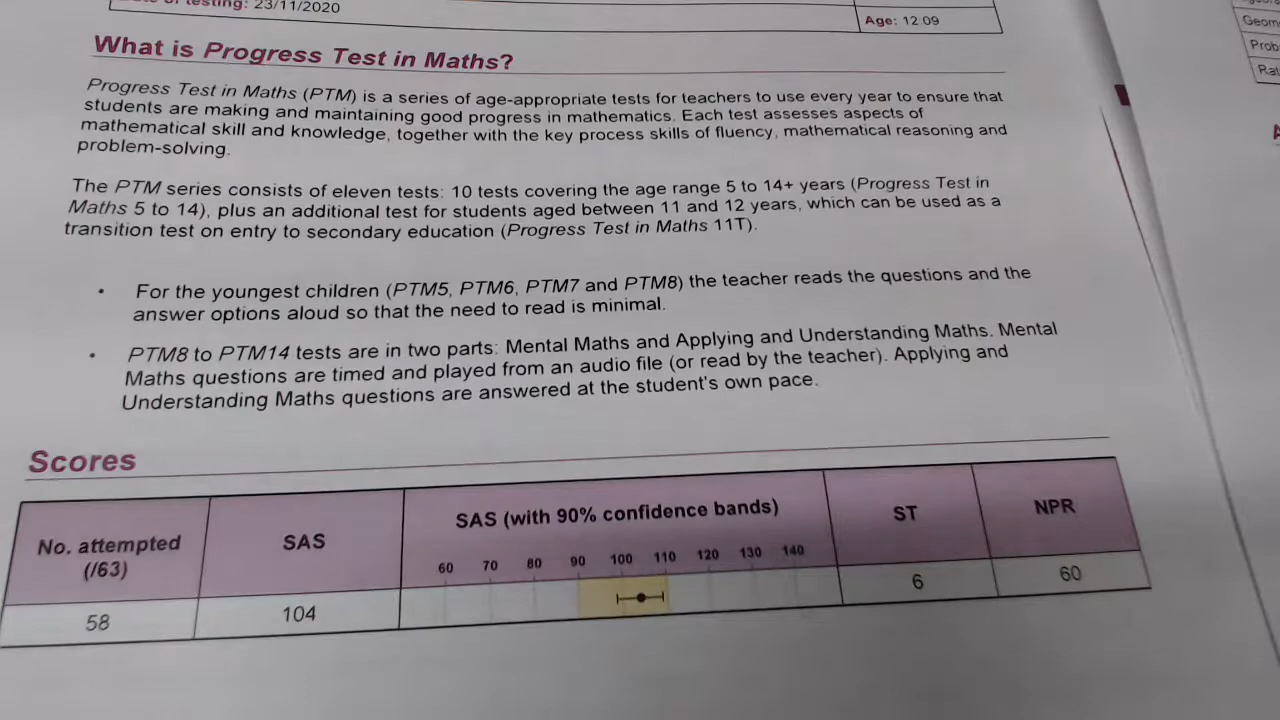 of testing: 23/11/2020
Age: 12:09
What is Progress Test in Maths?
Progress Test in Maths (PTM) is a series of age-appropriate tests for teachers to use every year to ensure that
students are making and maintaining good progress in mathematics. Each test assesses aspects of
mathematical skill and knowledge, together with the key process skills of fluency, mathematical reasoning and
problem-solving.
The PTM series consists of eleven tests: 10 tests covering the age range 5 to 14+ years (Progress Test in
Maths 5 to 14), plus an additional test for students aged between 11 and 12 years, which can be used as a
transition test on entry to secondary education (Progress Test in Maths 11T).
• For the youngest children (PTM5, PTM6, PTM7 and PTM8) the teacher reads the questions and the
answer options aloud so that the need to read is minimal.
• PTM8 to PTM14 tests are in two parts: Mental Maths and Applying and Understanding Maths. Mental
Maths questions are timed and played from an audio file (or read by the teacher). Applying and
Understanding Maths questions are answered at the student's own pace.
Scores
No. attempted
(/63)
SAS
SAS (with 90% confidence bands)
60 70 80 90 100 110 120 130 140
ST
NPR
58
104
6
60
Geom
Prob
Rat